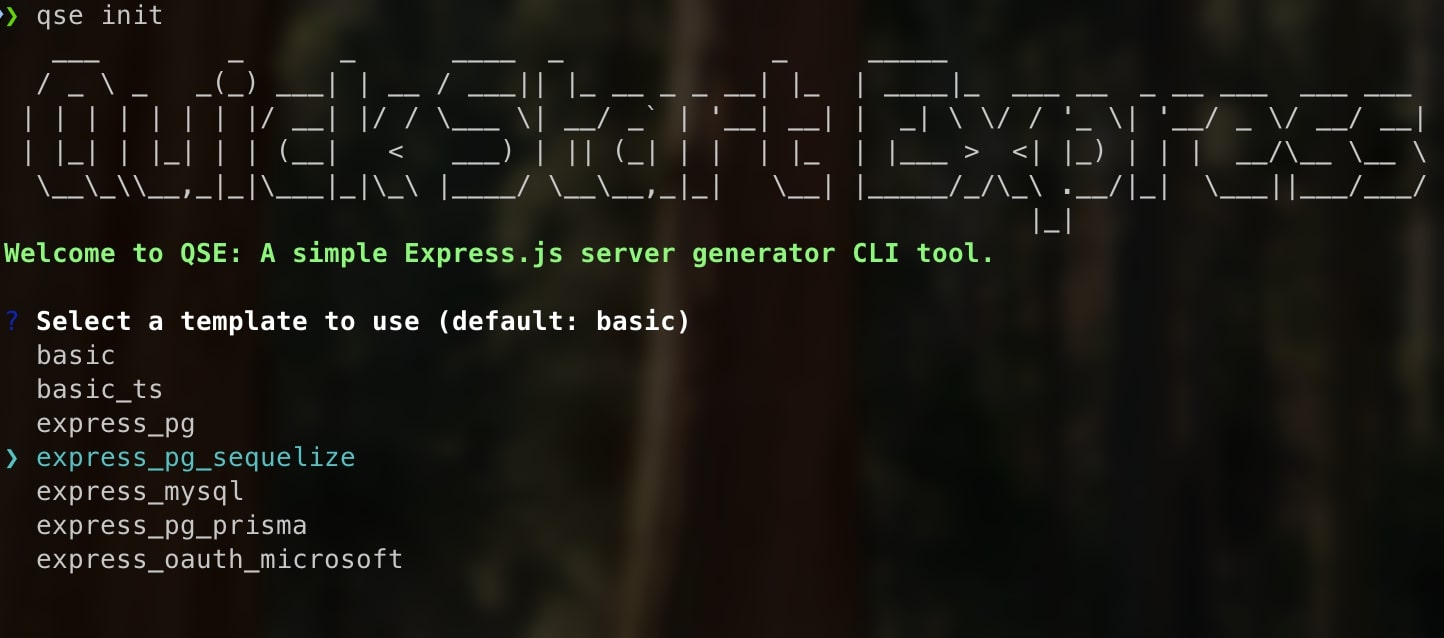 ❯ qse init
QuickStart Express
Welcome to QSE: A simple Express.js server generator CLI tool.
? Select a template to use (default: basic)
basic
basic_ts
express_pg
❯ express_pg_sequelize
express_mysql
express_pg_prisma
express_oauth_microsoft